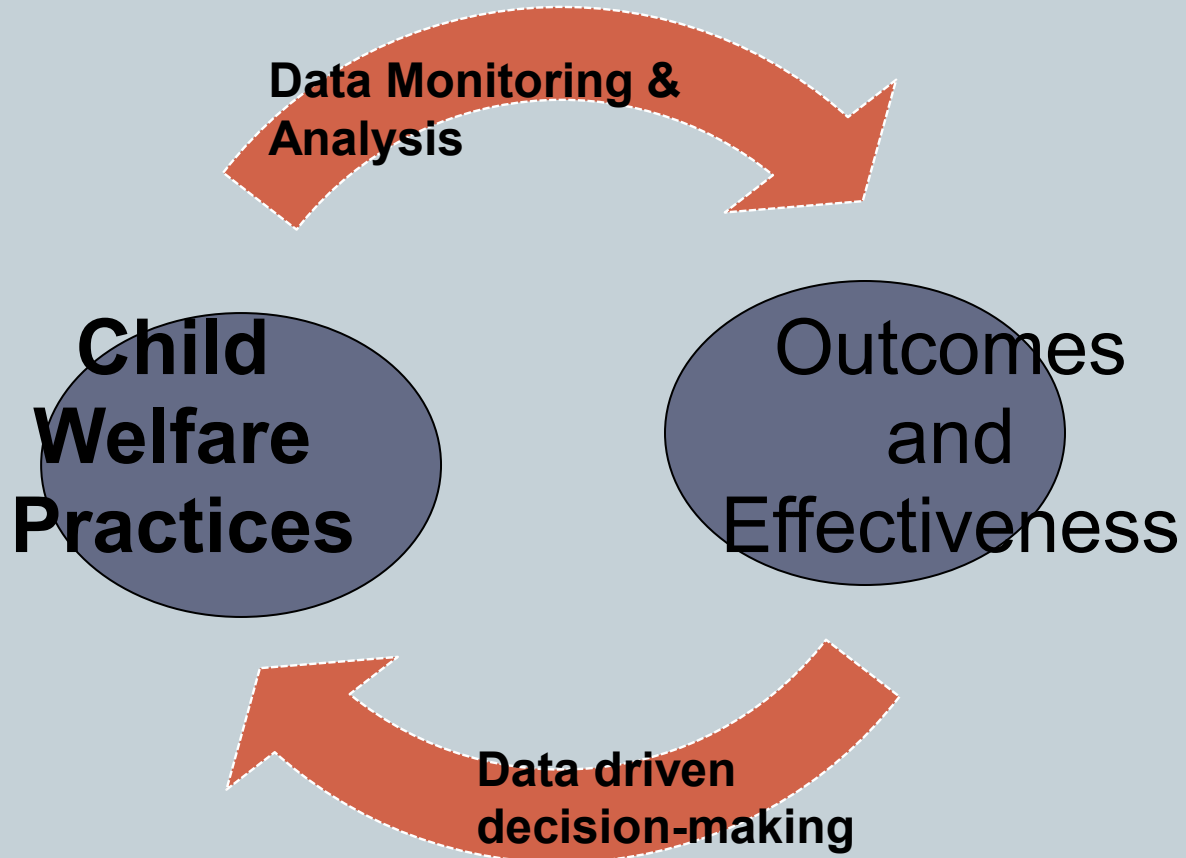 Data Monitoring &
Analysis
Child
Welfare
Practices
Outcomes
and
Effectiveness
Data driven
decision-making